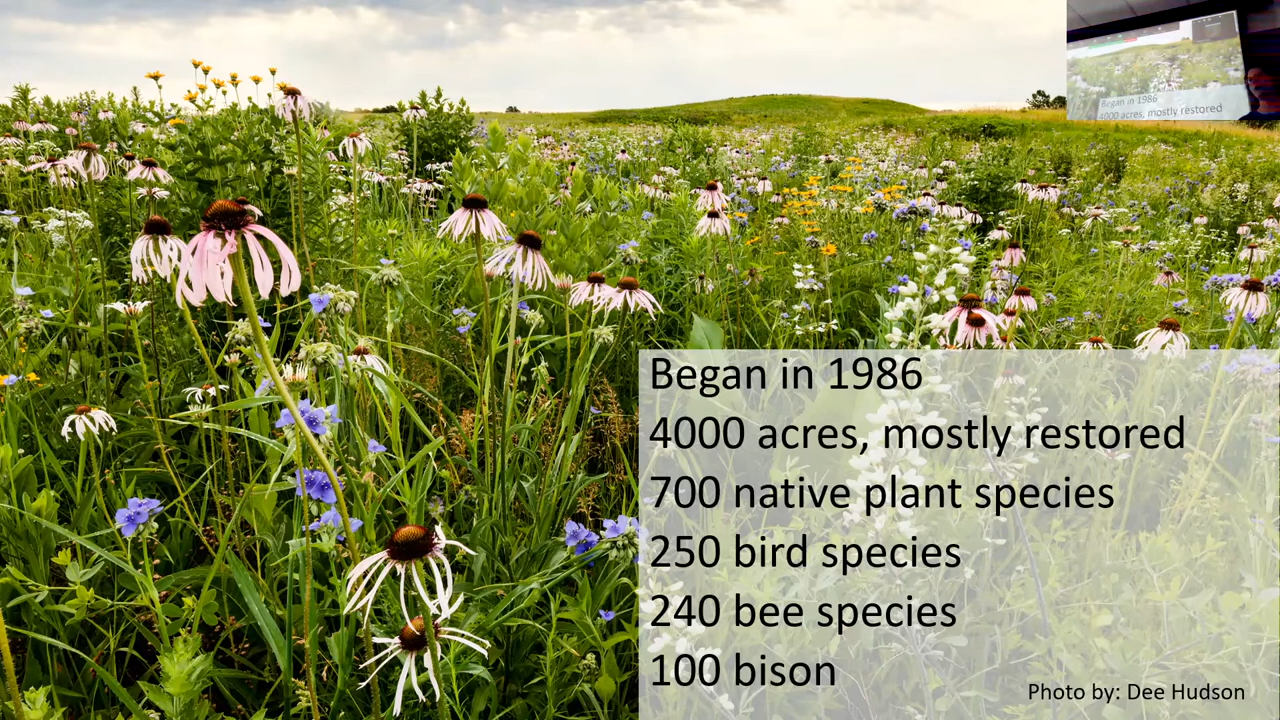 Began in 1986
4000 acres, mostly restored
Began in 1986
4000 acres, mostly restored
700 native plant species
250 bird species
240 bee species
100 bison
Photo by: Dee Hudson